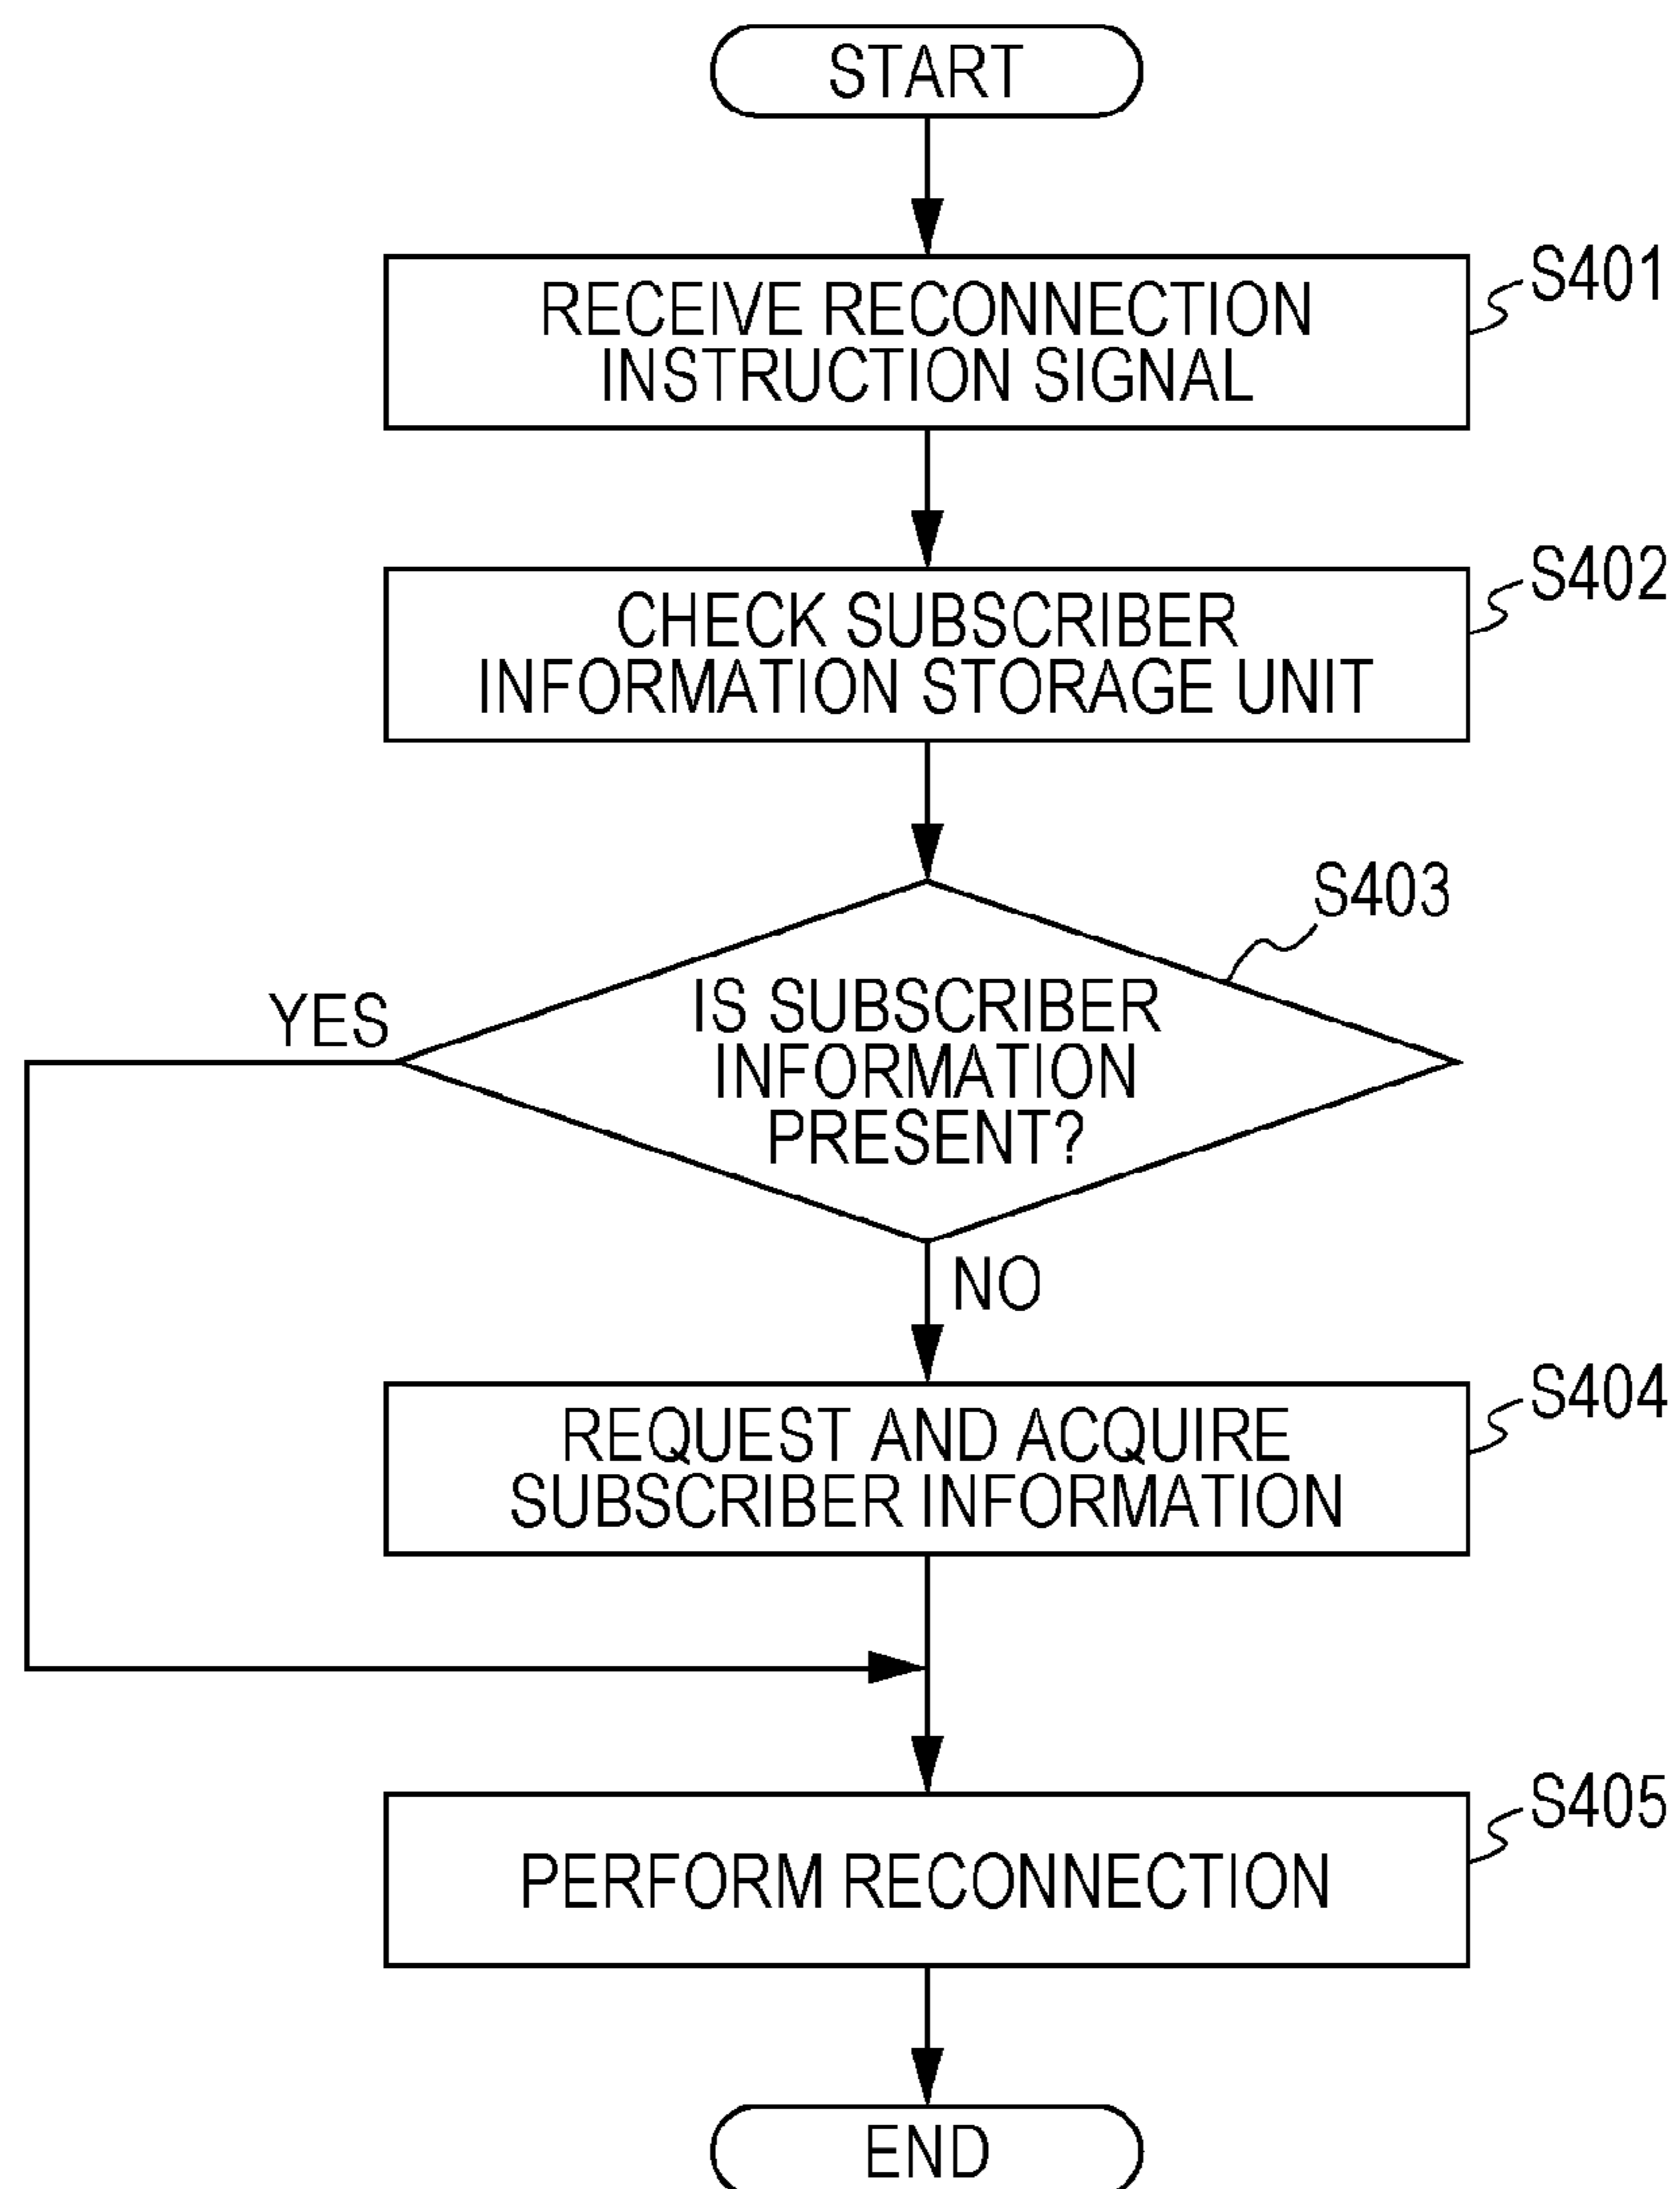 START
RECEIVE RECONNECTION
INSTRUCTION SIGNAL
S401
CHECK SUBSCRIBER
INFORMATION STORAGE UNIT
S402
S403
IS SUBSCRIBER
INFORMATION
PRESENT?
YES
NO
REQUEST AND ACQUIRE
SUBSCRIBER INFORMATION
S404
PERFORM RECONNECTION
S405
END